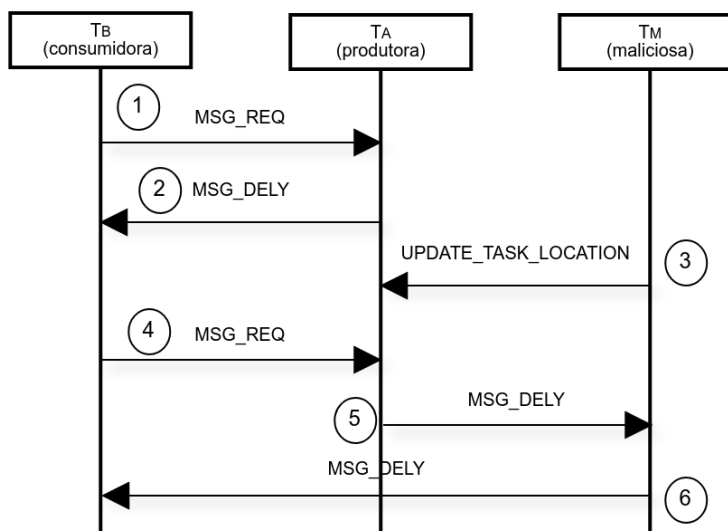 TB
(consumidora)
TA
(produtora)
TM
(maliciosa)
1
MSG_REQ
2
MSG_DELY
UPDATE_TASK_LOCATION
3
4
MSG_REQ
5
MSG_DELY
MSG_DELY
6